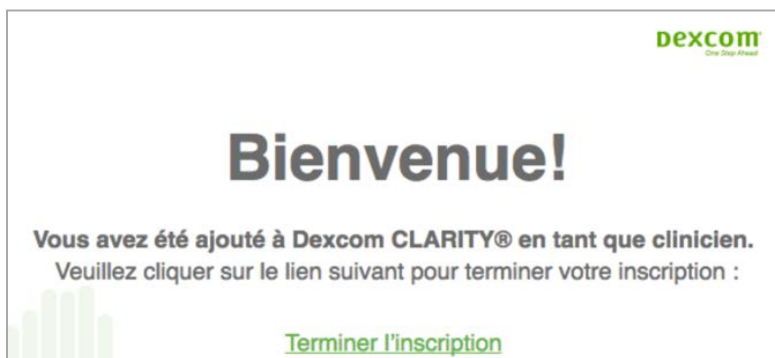 Dexcom
One Step Ahead
Bienvenue!
Vous avez été ajouté à Dexcom CLARITY® en tant que clinicien.
Veuillez cliquer sur le lien suivant pour terminer votre inscription :
Terminer l'inscription